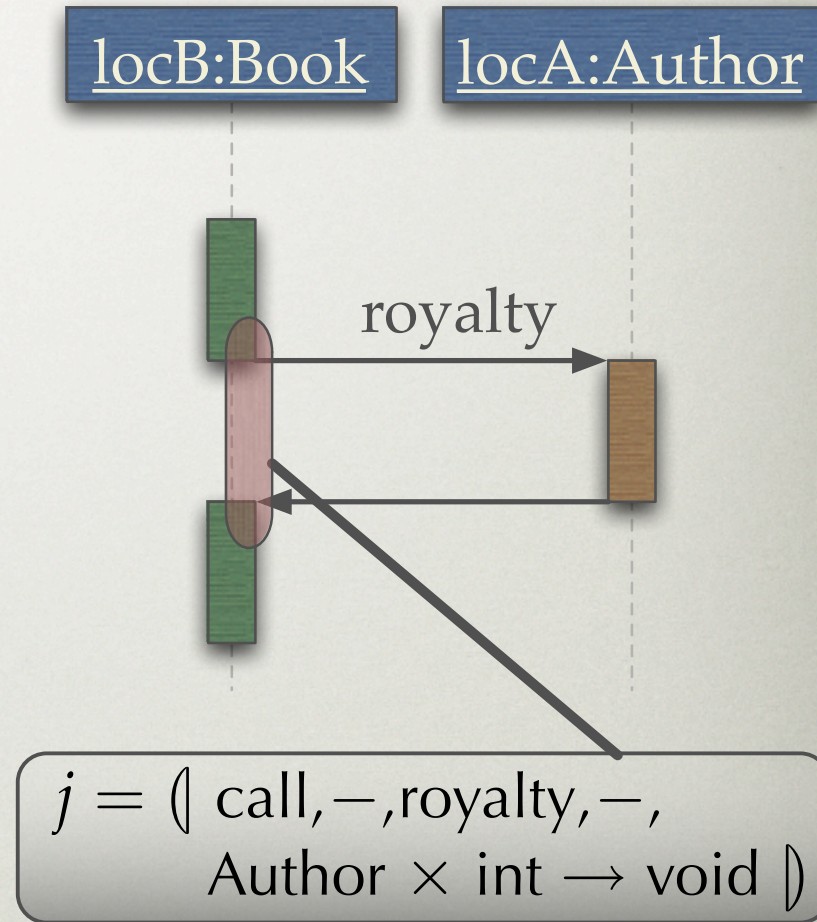 locB:Book locA:Author
royalty
j = ⦇ call,−,royalty,−,
Author × int → void ⦈